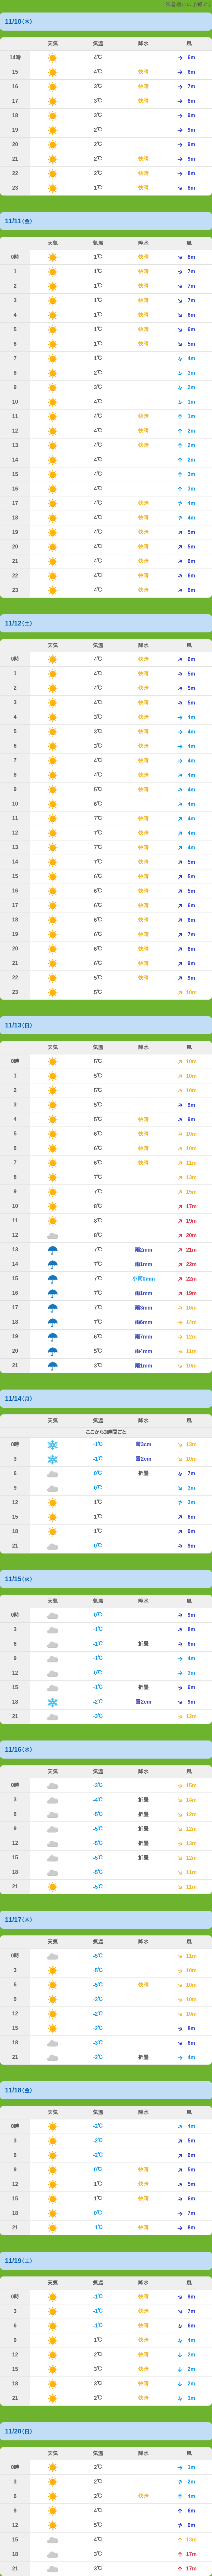 11/10(木)
天気 気温 降水 風
14時 4℃ 6m
15 4℃ 快晴 6m
16 3℃ 快晴 7m
17 3℃ 快晴 8m
18 3℃ 9m
19 2℃ 9m
20 2℃ 9m
21 2℃ 快晴 9m
22 2℃ 快晴 8m
23 1℃ 快晴 8m
11/11(金)
天気 気温 降水 風
0時 1℃ 快晴 8m
1 1℃ 快晴 7m
2 1℃ 快晴 7m
3 1℃ 快晴 7m
4 1℃ 快晴 6m
5 1℃ 快晴 6m
6 1℃ 快晴 5m
7 1℃ 4m
8 2℃ 3m
9 3℃ 2m
10 4℃ 1m
11 4℃ 快晴 1m
12 4℃ 快晴 2m
13 4℃ 快晴 2m
14 4℃ 2m
15 4℃ 3m
16 4℃ 3m
17 4℃ 快晴 4m
18 4℃ 快晴 4m
19 4℃ 5m
20 4℃ 5m
21 4℃ 快晴 6m
22 4℃ 快晴 6m
23 4℃ 快晴 6m
11/12(土)
天気 気温 降水 風
0時 4℃ 快晴 6m
1 4℃ 快晴 5m
2 4℃ 快晴 5m
3 4℃ 快晴 5m
4 3℃ 快晴 4m
5 3℃ 快晴 4m
6 3℃ 快晴 4m
7 4℃ 快晴 4m
8 4℃ 快晴 4m
9 5℃ 快晴 4m
10 6℃ 4m
11 7℃ 快晴 4m
12 7℃ 快晴 4m
13 7℃ 快晴 4m
14 7℃ 快晴 5m
15 6℃ 快晴 5m
16 6℃ 快晴 5m
17 6℃ 快晴 6m
18 6℃ 快晴 6m
19 6℃ 快晴 7m
20 6℃ 快晴 8m
21 6℃ 快晴 9m
22 5℃ 快晴 9m
23 5℃ 10m
11/13(日)
天気 気温 降水 風
0時 5℃ 10m
1 5℃ 10m
2 5℃ 10m
3 5℃ 9m
4 5℃ 快晴 9m
5 6℃ 快晴 10m
6 6℃ 快晴 10m
7 6℃ 快晴 11m
8 7℃ 13m
9 7℃ 15m
10 8℃ 17m
11 8℃ 19m
12 8℃ 20m
13 7℃ 雨2mm 21m
14 7℃ 雨1mm 22m
15 7℃ 小雨0mm 22m
16 7℃ 雨1mm 19m
17 7℃ 雨3mm 16m
18 7℃ 雨6mm 14m
19 6℃ 雨7mm 12m
20 5℃ 雨4mm 11m
21 3℃ 雨1mm 10m
11/14(月)
天気 気温 降水 風
ここから3時間ごと
0時 -1℃ 雪3cm 13m
3 -1℃ 雪2cm 10m
6 0℃ 折曇 7m
9 0℃ 3m
12 1℃ 3m
15 1℃ 6m
18 1℃ 9m
21 0℃ 9m
11/15(火)
天気 気温 降水 風
0時 0℃ 9m
3 -1℃ 8m
6 -1℃ 折曇 6m
9 -1℃ 4m
12 0℃ 3m
15 -1℃ 折曇 6m
18 -2℃ 雪2cm 9m
21 -3℃ 12m
11/16(水)
天気 気温 降水 風
0時 -3℃ 15m
3 -4℃ 折曇 14m
6 -5℃ 折曇 12m
9 -5℃ 折曇 12m
12 -5℃ 折曇 13m
15 -5℃ 折曇 12m
18 -5℃ 11m
21 -5℃ 11m
11/17(木)
天気 気温 降水 風
0時 -5℃ 11m
3 -5℃ 10m
6 -5℃ 快晴 10m
9 -3℃ 10m
12 -2℃ 10m
15 -2℃ 8m
18 -3℃ 6m
21 -2℃ 折曇 4m
11/18(金)
天気 気温 降水 風
0時 -2℃ 4m
3 -2℃ 5m
6 -2℃ 6m
9 0℃ 快晴 5m
12 1℃ 快晴 5m
15 1℃ 快晴 6m
18 0℃ 7m
21 -1℃ 快晴 8m
11/19(土)
天気 気温 降水 風
0時 -1℃ 快晴 9m
3 -1℃ 快晴 7m
6 -1℃ 快晴 6m
9 1℃ 快晴 4m
12 2℃ 快晴 2m
15 3℃ 快晴 2m
18 3℃ 快晴 2m
21 2℃ 快晴 1m
11/20(日)
天気 気温 降水 風
0時 2℃ 1m
3 2℃ 2m
6 2℃ 快晴 4m
9 4℃ 6m
12 5℃ 9m
15 4℃ 13m
18 3℃ 17m
21 3℃ 17m